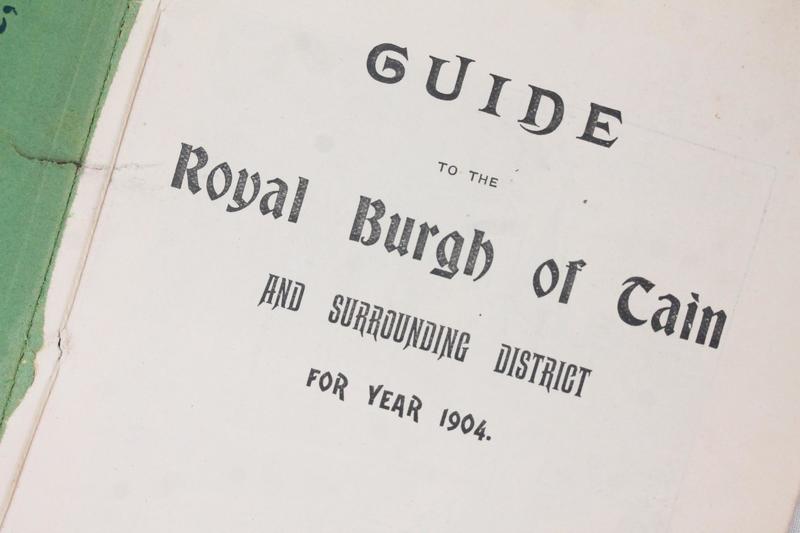 GUIDE
TO THE
Royal Burgh of Tain
AND SURROUNDING DISTRICT
FOR YEAR 1904.